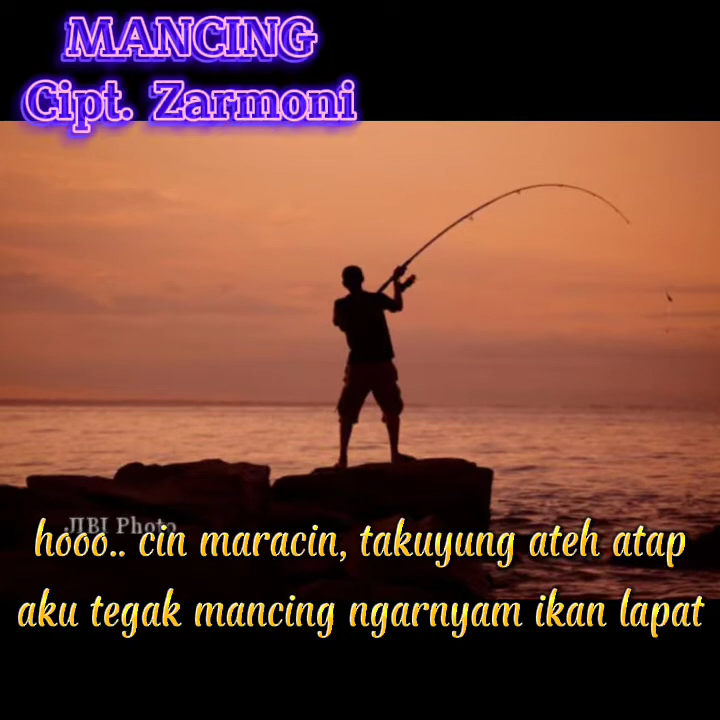 MANCING
Cipt. Zarmoni
JIBI Photo
hooo.. cin maracin, takuyung ateh atap
aku tegak mancing ngarnyam ikan lapat